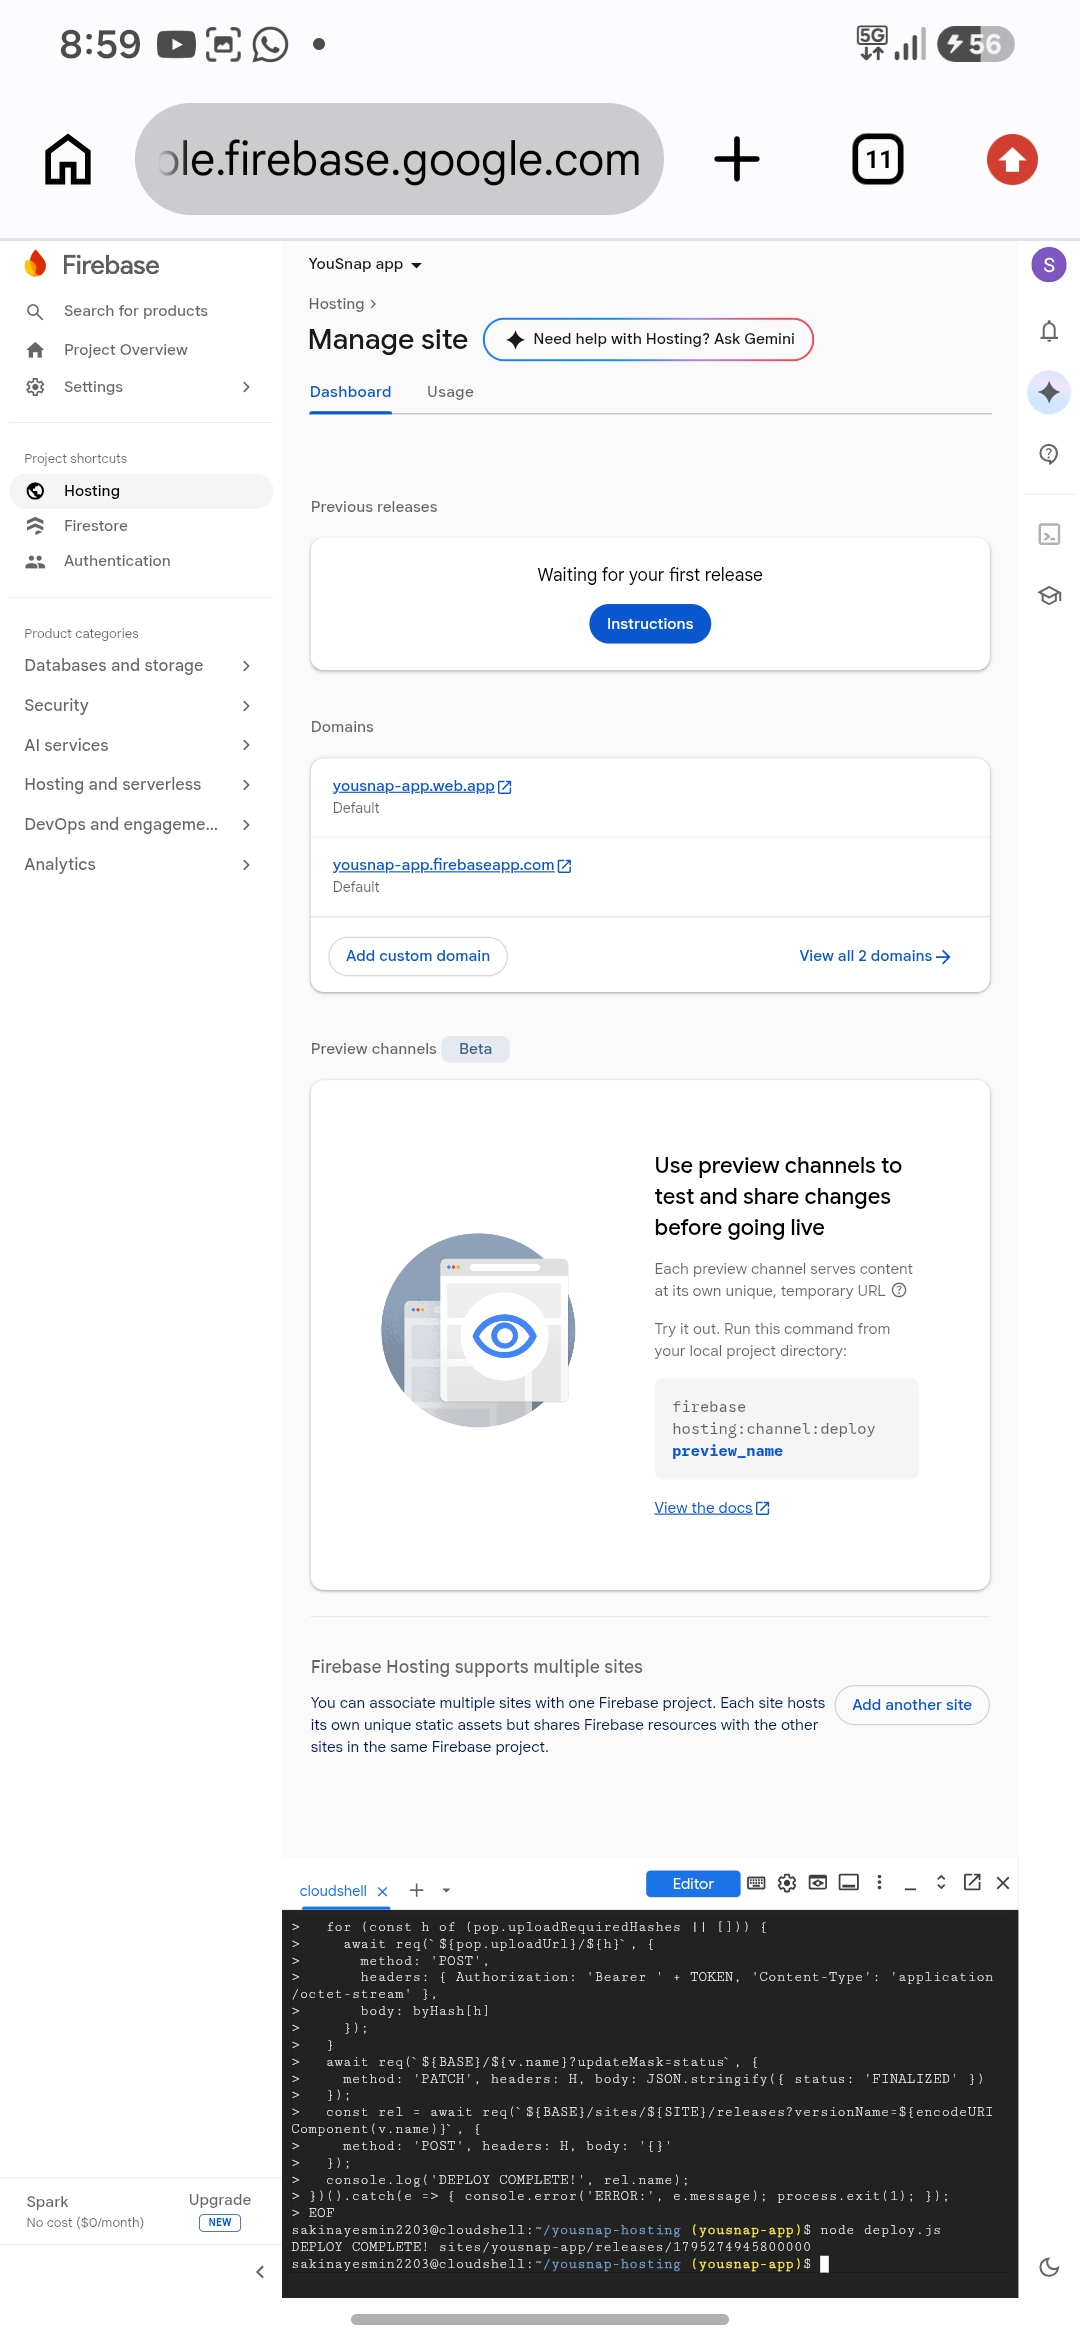 8:59
5G
56
ole.firebase.google.com
11
Firebase
Search for products
Project Overview
Settings
Project shortcuts
Hosting
Firestore
Authentication
Product categories
Databases and storage
Security
AI services
Hosting and serverless
DevOps and engageme...
Analytics
Spark
No cost ($0/month)
Upgrade
NEW
YouSnap app
S
Hosting >
Manage site
Need help with Hosting? Ask Gemini
Dashboard
Usage
Previous releases
Waiting for your first release
Instructions
Domains
yousnap-app.web.app
Default
yousnap-app.firebaseapp.com
Default
Add custom domain
View all 2 domains
Preview channels
Beta
Use preview channels to
test and share changes
before going live
Each preview channel serves content
at its own unique, temporary URL
Try it out. Run this command from
your local project directory:
firebase
hosting:channel:deploy
preview_name
View the docs
Firebase Hosting supports multiple sites
You can associate multiple sites with one Firebase project. Each site hosts
its own unique static assets but shares Firebase resources with the other
sites in the same Firebase project.
Add another site
cloudshell
Editor
>   for (const h of (pop.uploadRequiredHashes || [])) {
>     await req(`${pop.uploadUrl}/${h}`, {
>       method: 'POST',
>       headers: { Authorization: 'Bearer ' + TOKEN, 'Content-Type': 'application
/octet-stream' },
>       body: byHash[h]
>     });
>   }
>   await req(`${BASE}/${v.name}?updateMask=status`, {
>     method: 'PATCH', headers: H, body: JSON.stringify({ status: 'FINALIZED' })
>   });
>   const rel = await req(`${BASE}/sites/${SITE}/releases?versionName=${encodeURI
Component(v.name)}`, {
>     method: 'POST', headers: H, body: '{}'
>   });
>   console.log('DEPLOY COMPLETE!', rel.name);
> })().catch(e => { console.error('ERROR:', e.message); process.exit(1); });
> EOF
sakinayesmin2203@cloudshell:~/yousnap-hosting (yousnap-app)$ node deploy.js
DEPLOY COMPLETE! sites/yousnap-app/releases/1795274945800000
sakinayesmin2203@cloudshell:~/yousnap-hosting (yousnap-app)$